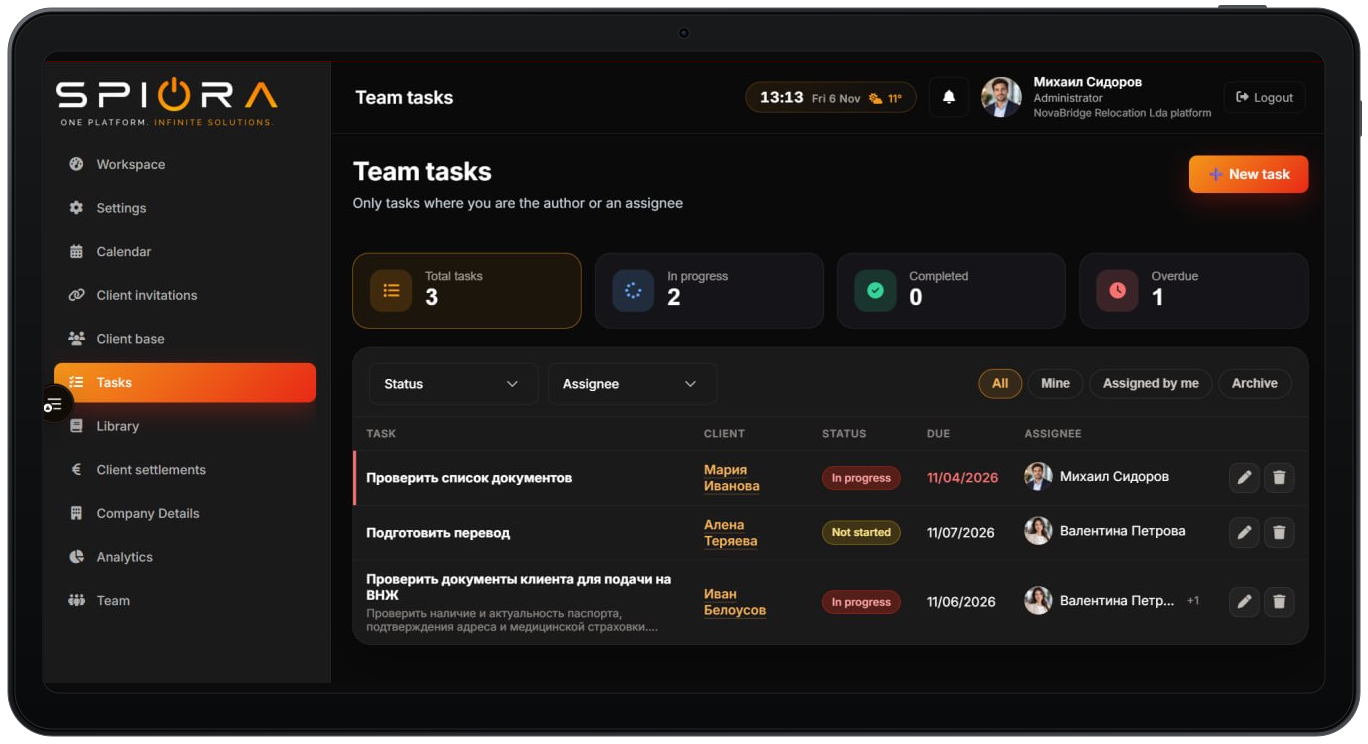 SPIORA
ONE PLATFORM. INFINITE SOLUTIONS.
Workspace
Settings
Calendar
Client invitations
Client base
Tasks
Library
Client settlements
Company Details
Analytics
Team
Team tasks
13:13 Fri 6 Nov 11°
Михаил Сидоров
Administrator
NovaBridge Relocation Lda platform
Logout
Team tasks
Only tasks where you are the author or an assignee
New task
Total tasks
3
In progress
2
Completed
0
Overdue
1
Status
Assignee
All
Mine
Assigned by me
Archive
TASK CLIENT STATUS DUE ASSIGNEE
Проверить список документов
Мария
Иванова
In progress
11/04/2026
Михаил Сидоров
Подготовить перевод
Алена
Теряева
Not started
11/07/2026
Валентина Петрова
Проверить документы клиента для подачи на
ВНЖ
Проверить наличие и актуальность паспорта,
подтверждения адреса и медицинской страховки....
Иван
Белоусов
In progress
11/06/2026
Валентина Петр... +1